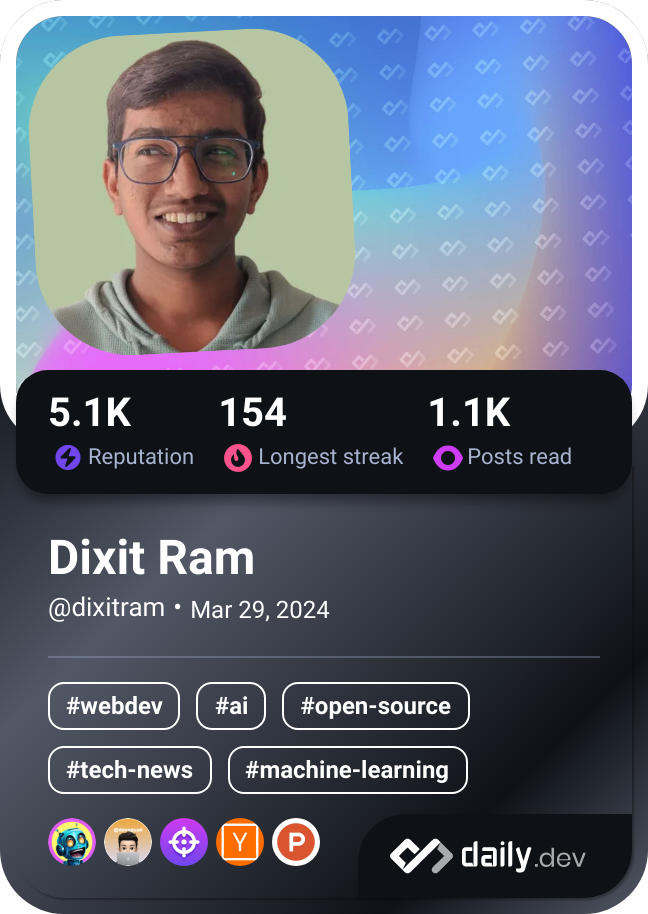 5.1K 154 1.1K
Reputation Longest streak Posts read
Dixit Ram
@dixitram • Mar 29, 2024
#webdev #ai #open-source
#tech-news #machine-learning
Y P
daily.dev